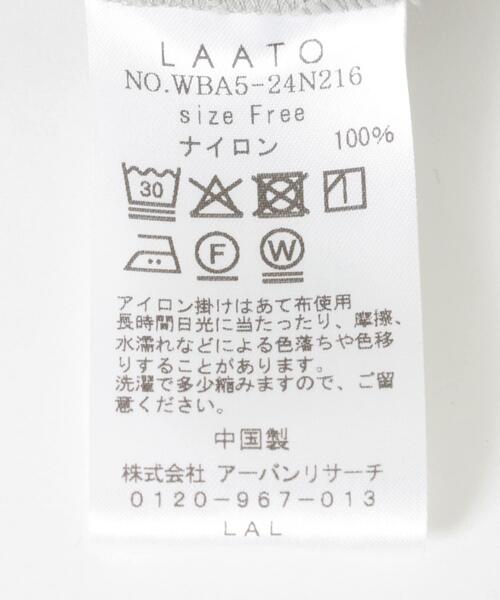 LAATO
NO.WBA5-24N216
size Free
ナイロン 100%
30
F W
アイロン掛けはあて布使用
長時間日光に当たったり、摩擦、
水濡れなどによる色落ちや色移
りすることがあります。
洗濯で多少縮みますので、ご留
意ください。
中国製
株式会社 アーバンリサーチ
0120-967-013
LAL